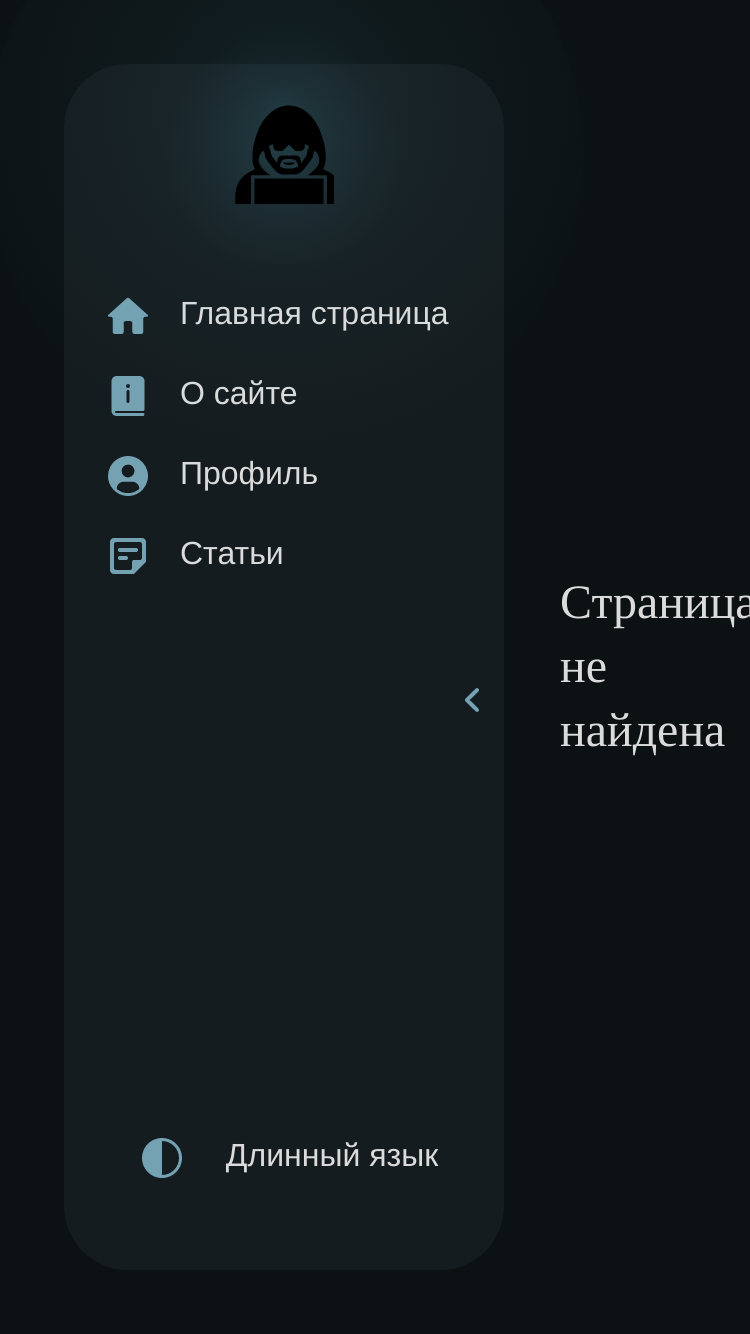 Главная страница
О сайте
Профиль
Статьи
Страница
не
найдена
Длинный язык